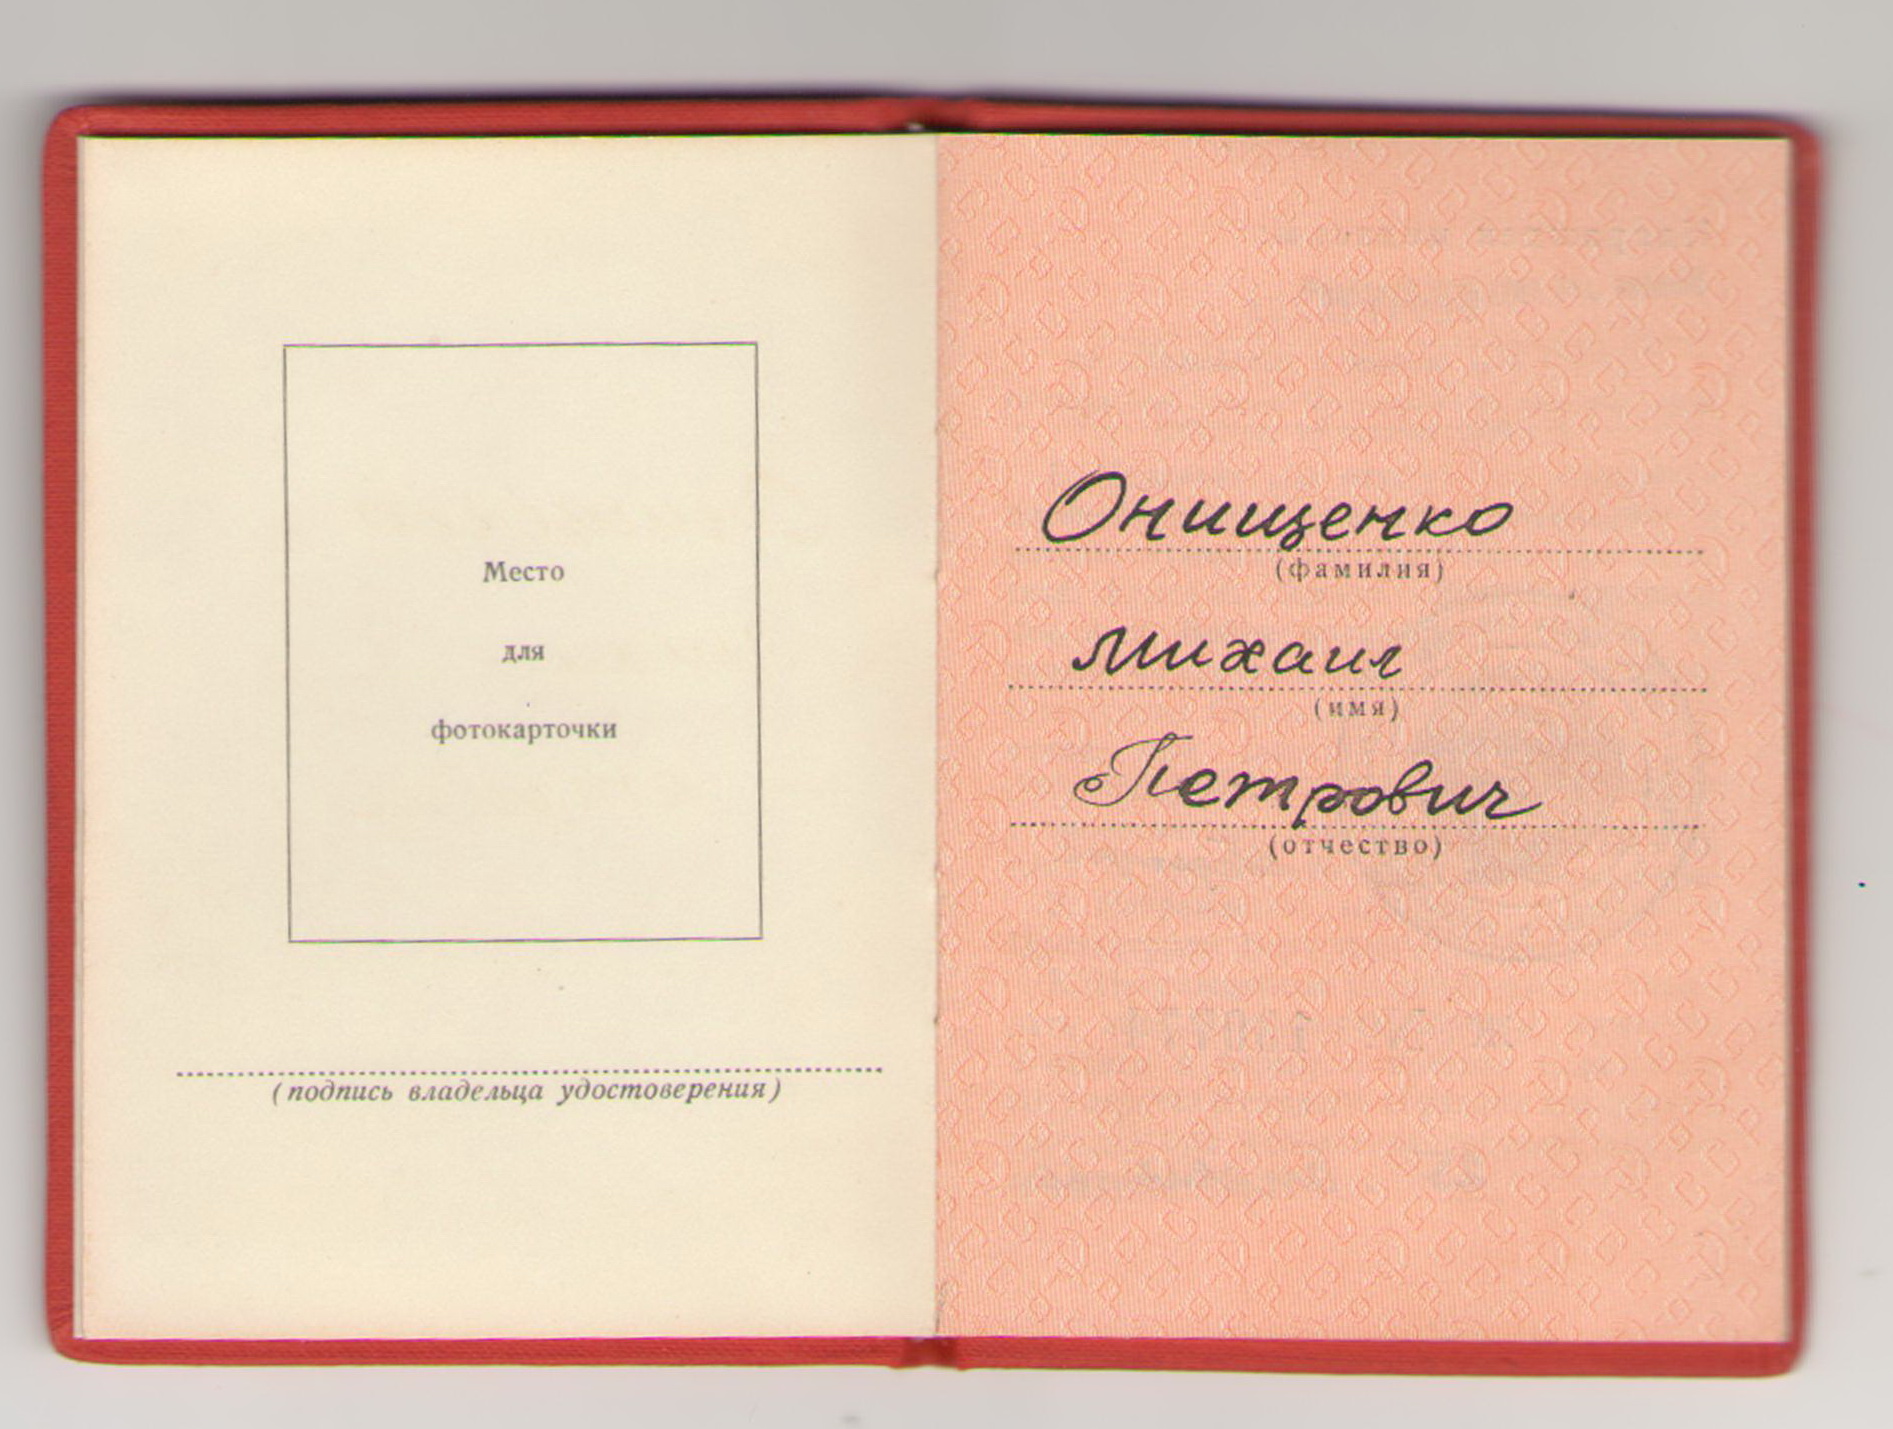 Место
для
фотокарточки
(подпись владельца удостоверения)
Онищенко
(фамилия)
Михаил
(имя)
Петрович
(отчество)